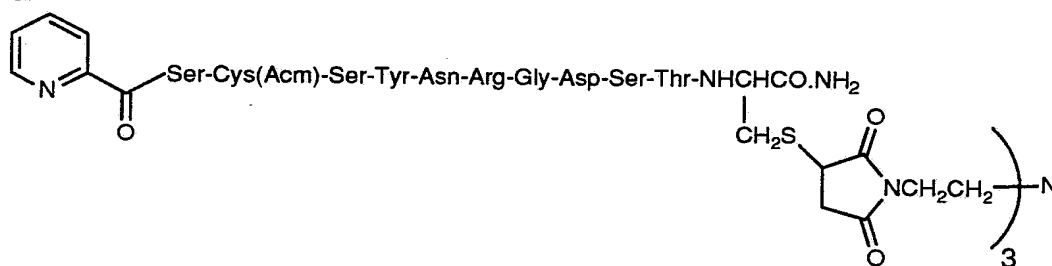 Ser-Cys(Acm)-Ser-Tyr-Asn-Arg-Gly-Asp-Ser-Thr-NHCHCO.NH₂
N
O
CH₂S
O
NCH₂CH₂
N
O
3